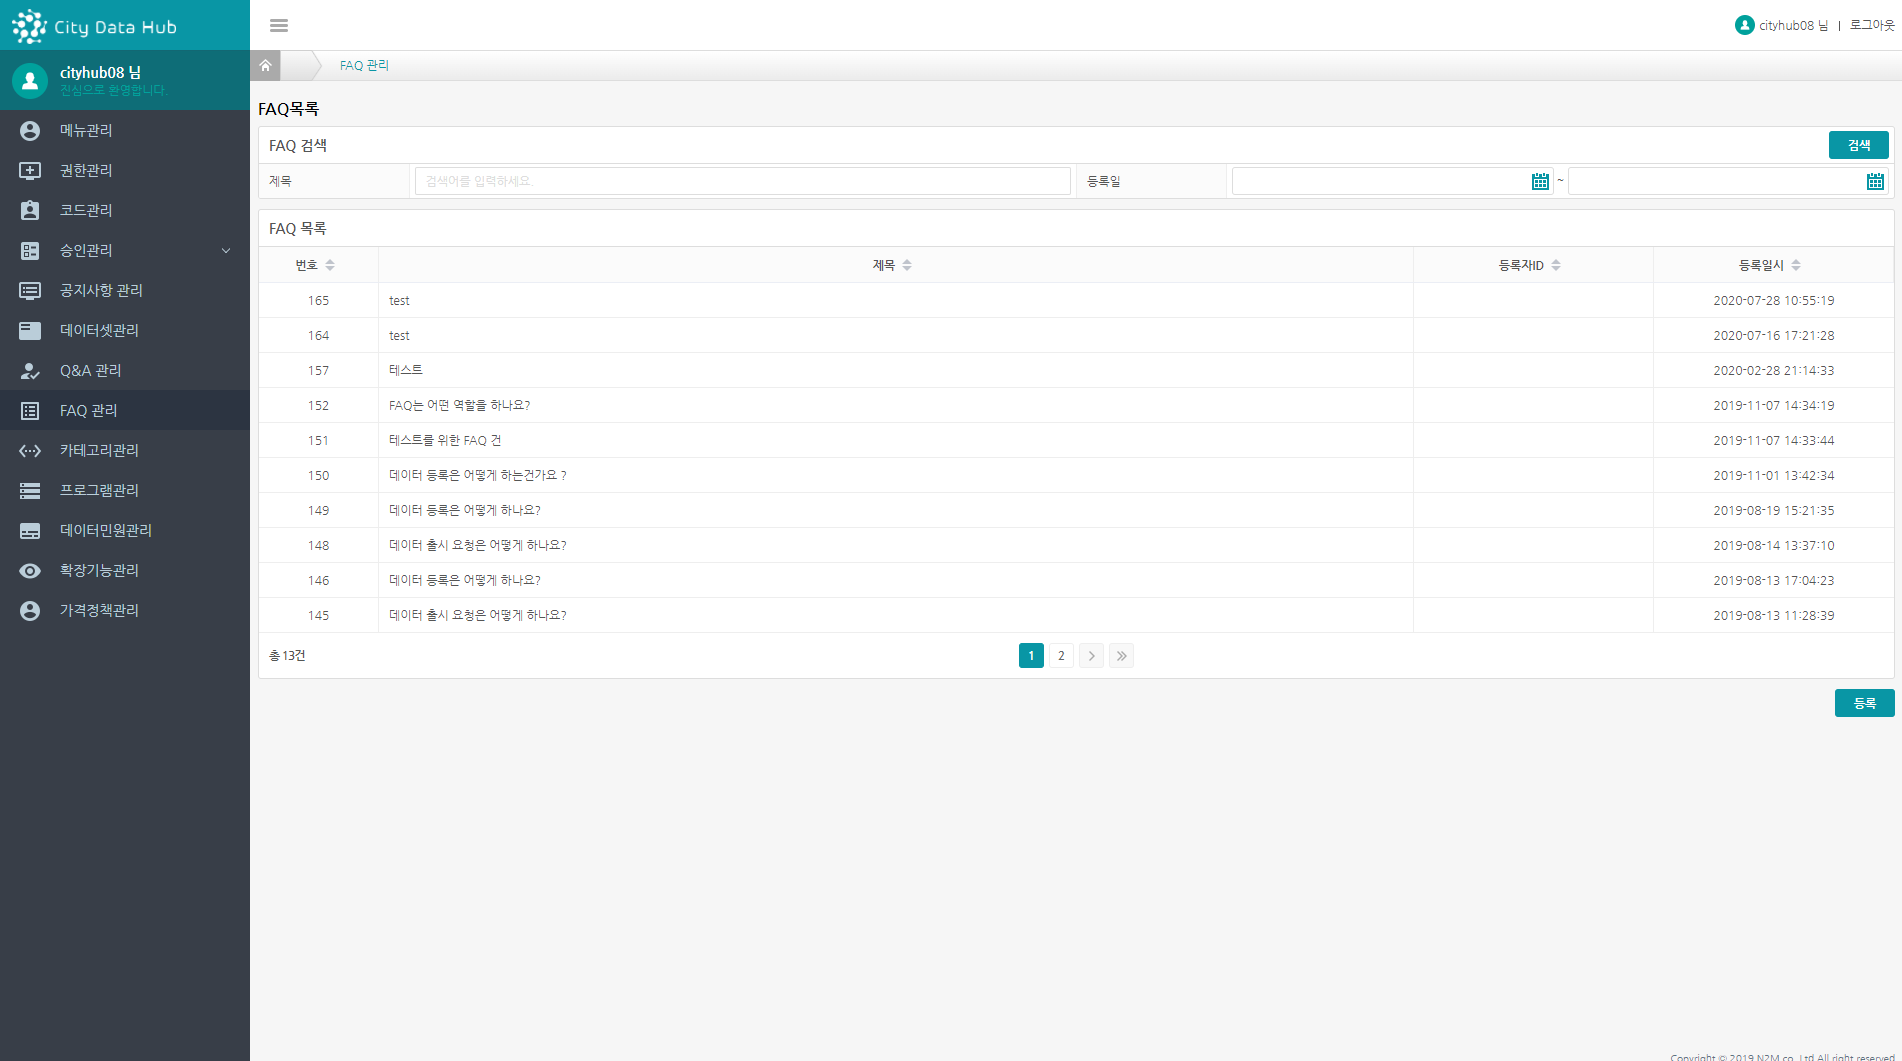 City Data Hub
cityhub08 님 | 로그아웃
cityhub08 님
진심으로 환영합니다.
메뉴관리
권한관리
코드관리
승인관리
공지사항 관리
데이터셋관리
Q&A 관리
FAQ 관리
카테고리관리
프로그램관리
데이터민원관리
확장기능관리
가격정책관리
FAQ 관리
FAQ목록
FAQ 검색 검색
제목 검색어를 입력하세요. 등록일 ~
FAQ 목록
번호 제목 등록자ID 등록일시
165 test 2020-07-28 10:55:19
164 test 2020-07-16 17:21:28
157 테스트 2020-02-28 21:14:33
152 FAQ는 어떤 역할을 하나요? 2019-11-07 14:34:19
151 테스트를 위한 FAQ 건 2019-11-07 14:33:44
150 데이터 등록은 어떻게 하는건가요 ? 2019-11-01 13:42:34
149 데이터 등록은 어떻게 하나요? 2019-08-19 15:21:35
148 데이터 출시 요청은 어떻게 하나요? 2019-08-14 13:37:10
146 데이터 등록은 어떻게 하나요? 2019-08-13 17:04:23
145 데이터 출시 요청은 어떻게 하나요? 2019-08-13 11:28:39
총 13건 1 2
등록
Copyright © 2019 N2M co. Ltd All right reserved